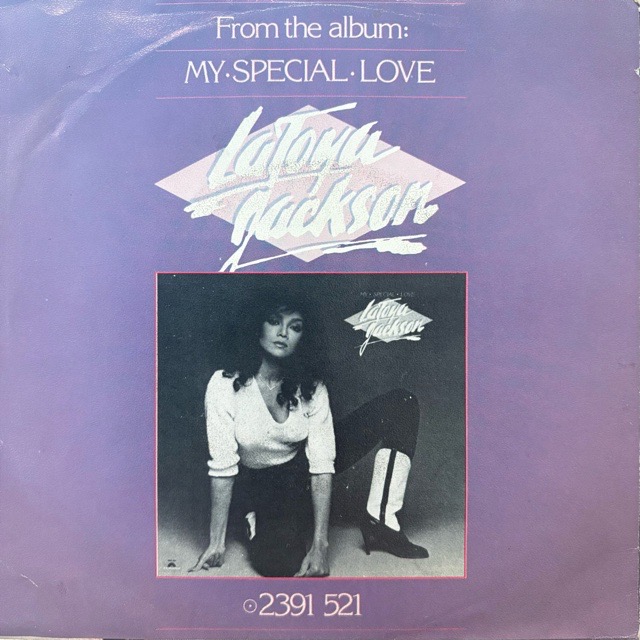 From the album:
MY·SPECIAL·LOVE
LaToya
Jackson
MY·SPECIAL·LOVE
LaToya
Jackson
2391 521